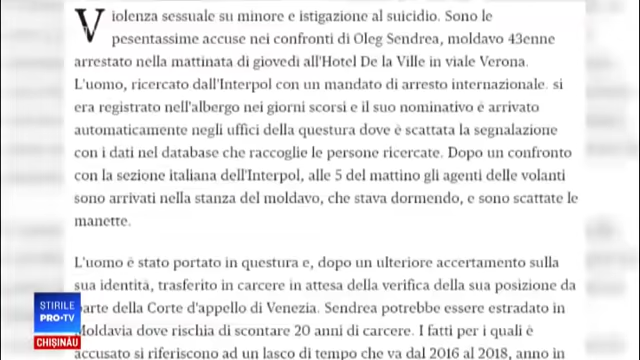 Violenza sessuale su minore e istigazione al suicidio. Sono le
pesentassime accuse nei confronti di Oleg Sendrea, moldavo 43enne
arrestato nella mattinata di giovedì all'Hotel De la Ville in viale Verona.
L'uomo, ricercato dall'Interpol con un mandato di arresto internazionale. si
era registrato nell'albergo nei giorni scorsi e il suo nominativo è arrivato
automaticamente negli uffici della questura dove è scattata la segnalazione
con i dati nel database che raccoglie le persone ricercate. Dopo un confronto
con la sezione italiana dell'Interpol, alle 5 del mattino gli agenti delle volanti
sono arrivati nella stanza del moldavo, che stava dormendo, e sono scattate le
manette.
L'uomo è stato portato in questura e, dopo un ulteriore accertamento sulla
sua identità, trasferito in carcere in attesa della verifica della sua posizione da
parte della Corte d'appello di Venezia. Sendrea potrebbe essere estradato in
Moldavia dove rischia di scontare 20 anni di carcere. I fatti per i quali è
accusato si riferiscono ad un lasco di tempo che va dal 2016 al 2018, anno in
STIRILE
PRO•TV
CHIȘINĂU